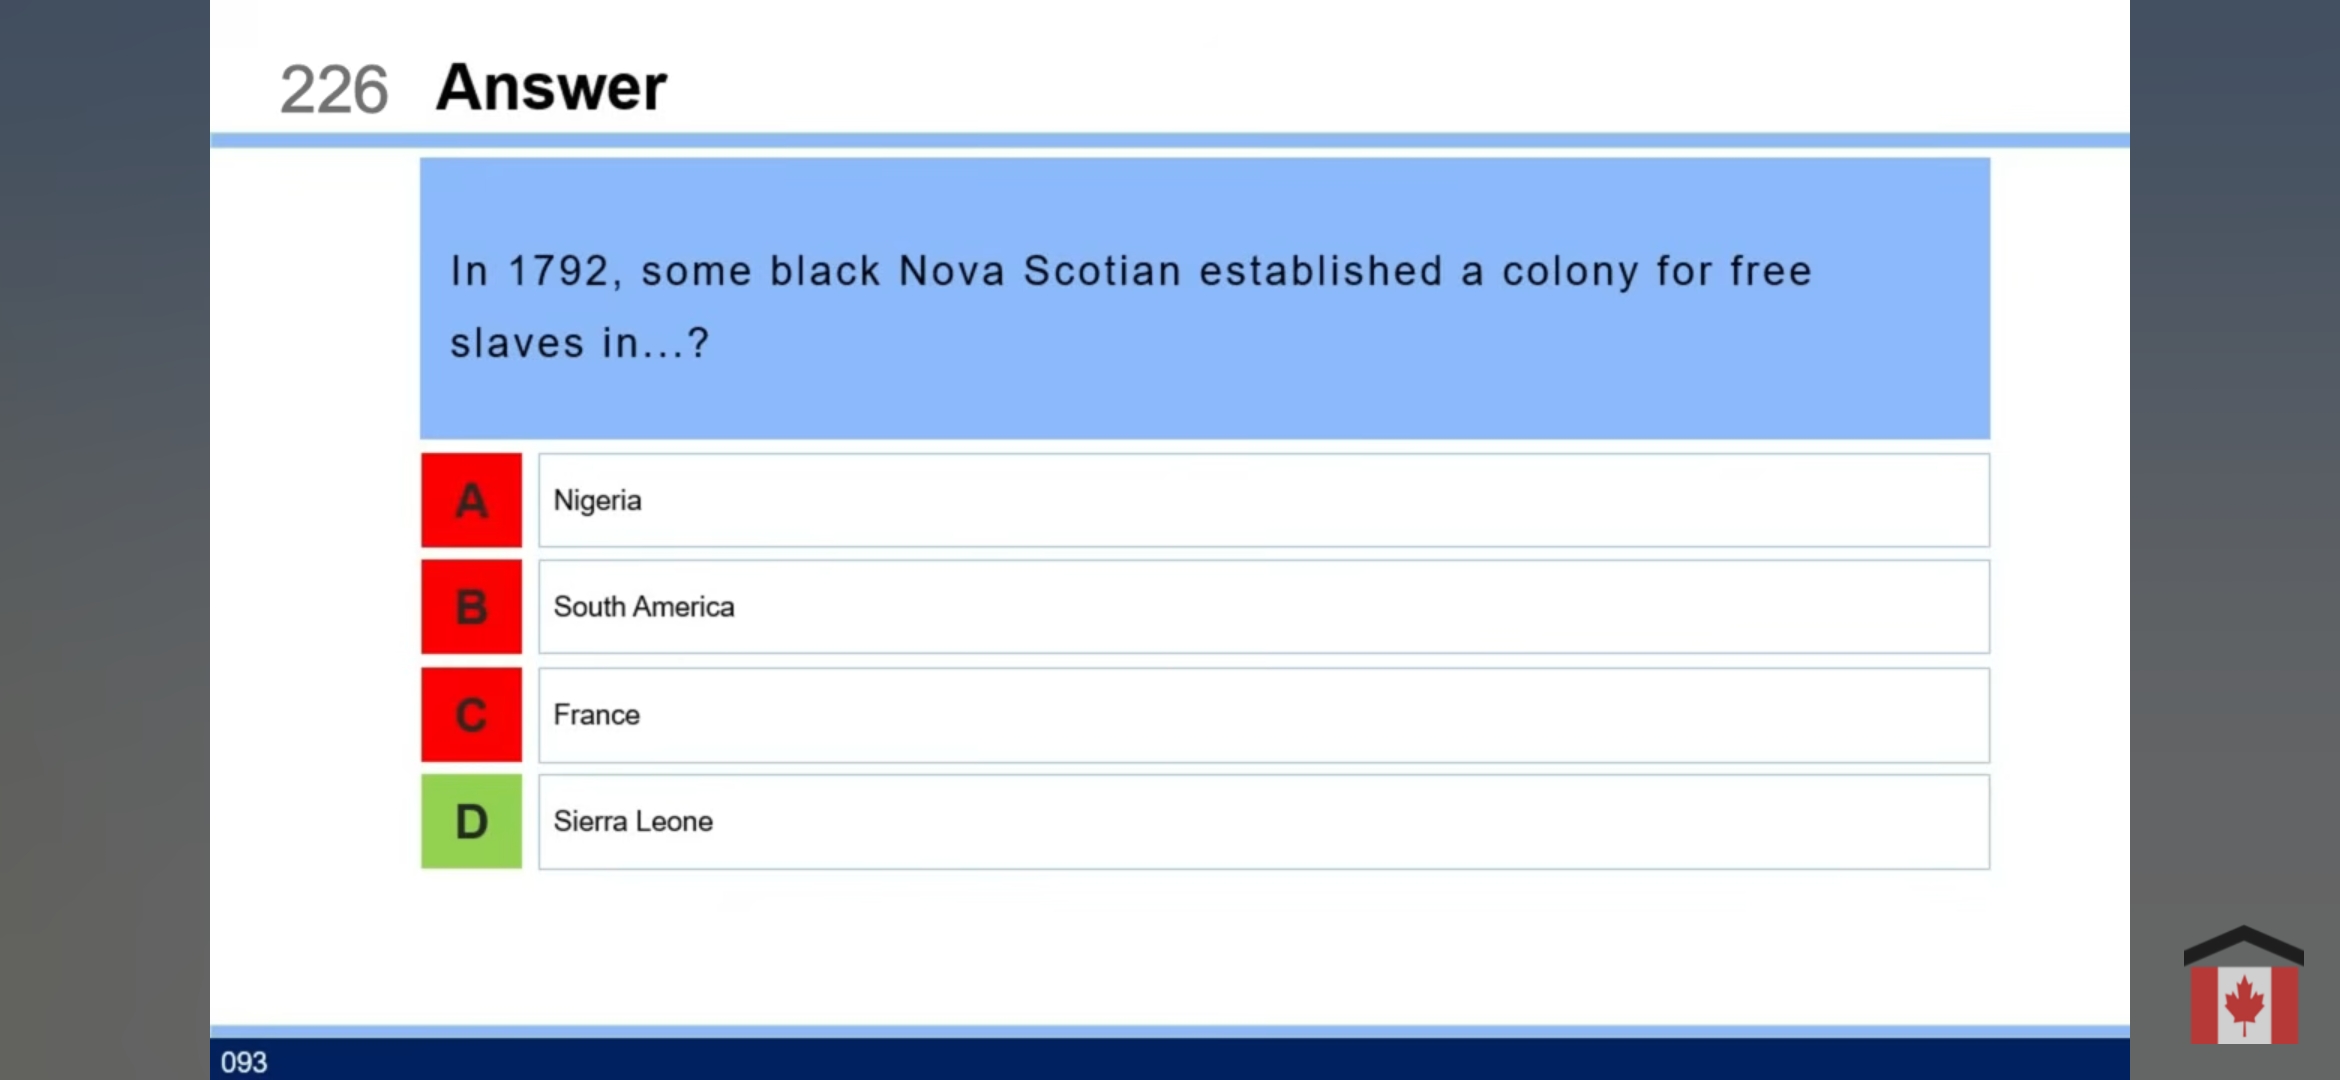 226 Answer
In 1792, some black Nova Scotian established a colony for free
slaves in...?
A Nigeria
B South America
C France
D Sierra Leone
093